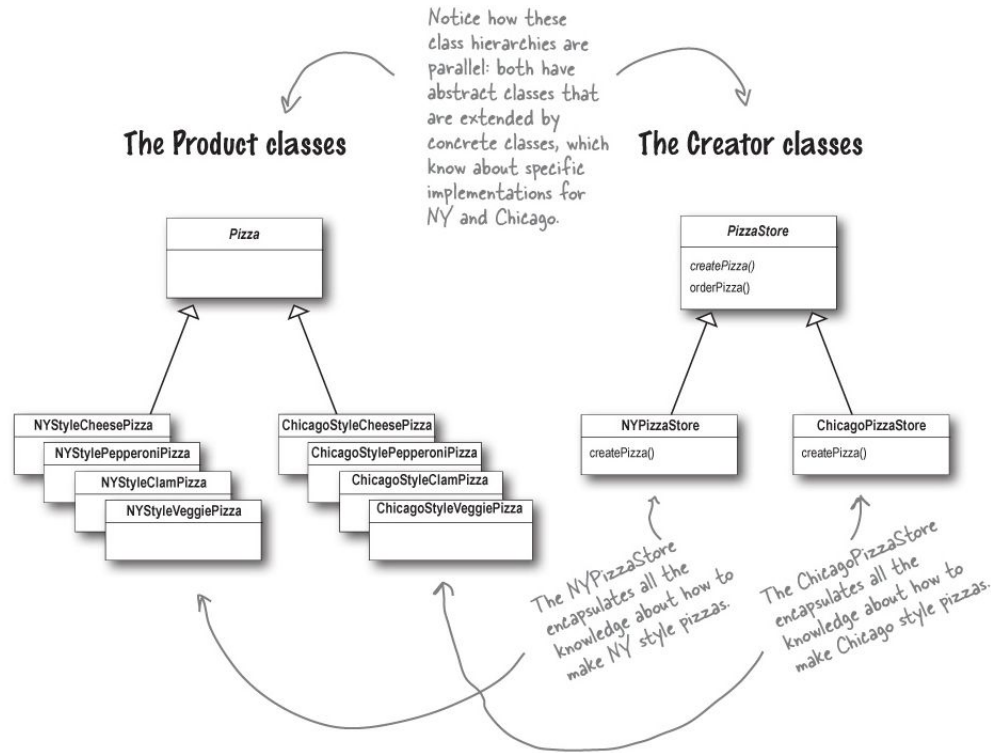 Notice how these
class hierarchies are
parallel: both have
abstract classes that
are extended by
concrete classes, which
know about specific
implementations for
NY and Chicago.
The Product classes
The Creator classes
Pizza
PizzaStore
createPizza()
orderPizza()
NYStyleCheesePizza
NYStylePepperoniPizza
NYStyleClamPizza
NYStyleVeggiePizza
ChicagoStyleCheesePizza
ChicagoStylePepperoniPizza
ChicagoStyleClamPizza
ChicagoStyleVeggiePizza
NYPizzaStore
createPizza()
ChicagoPizzaStore
createPizza()
The NYPizzaStore
encapsulates all the
knowledge about how to
make NY style pizzas.
The ChicagoPizzaStore
encapsulates all the
knowledge about how to
make Chicago style pizzas.